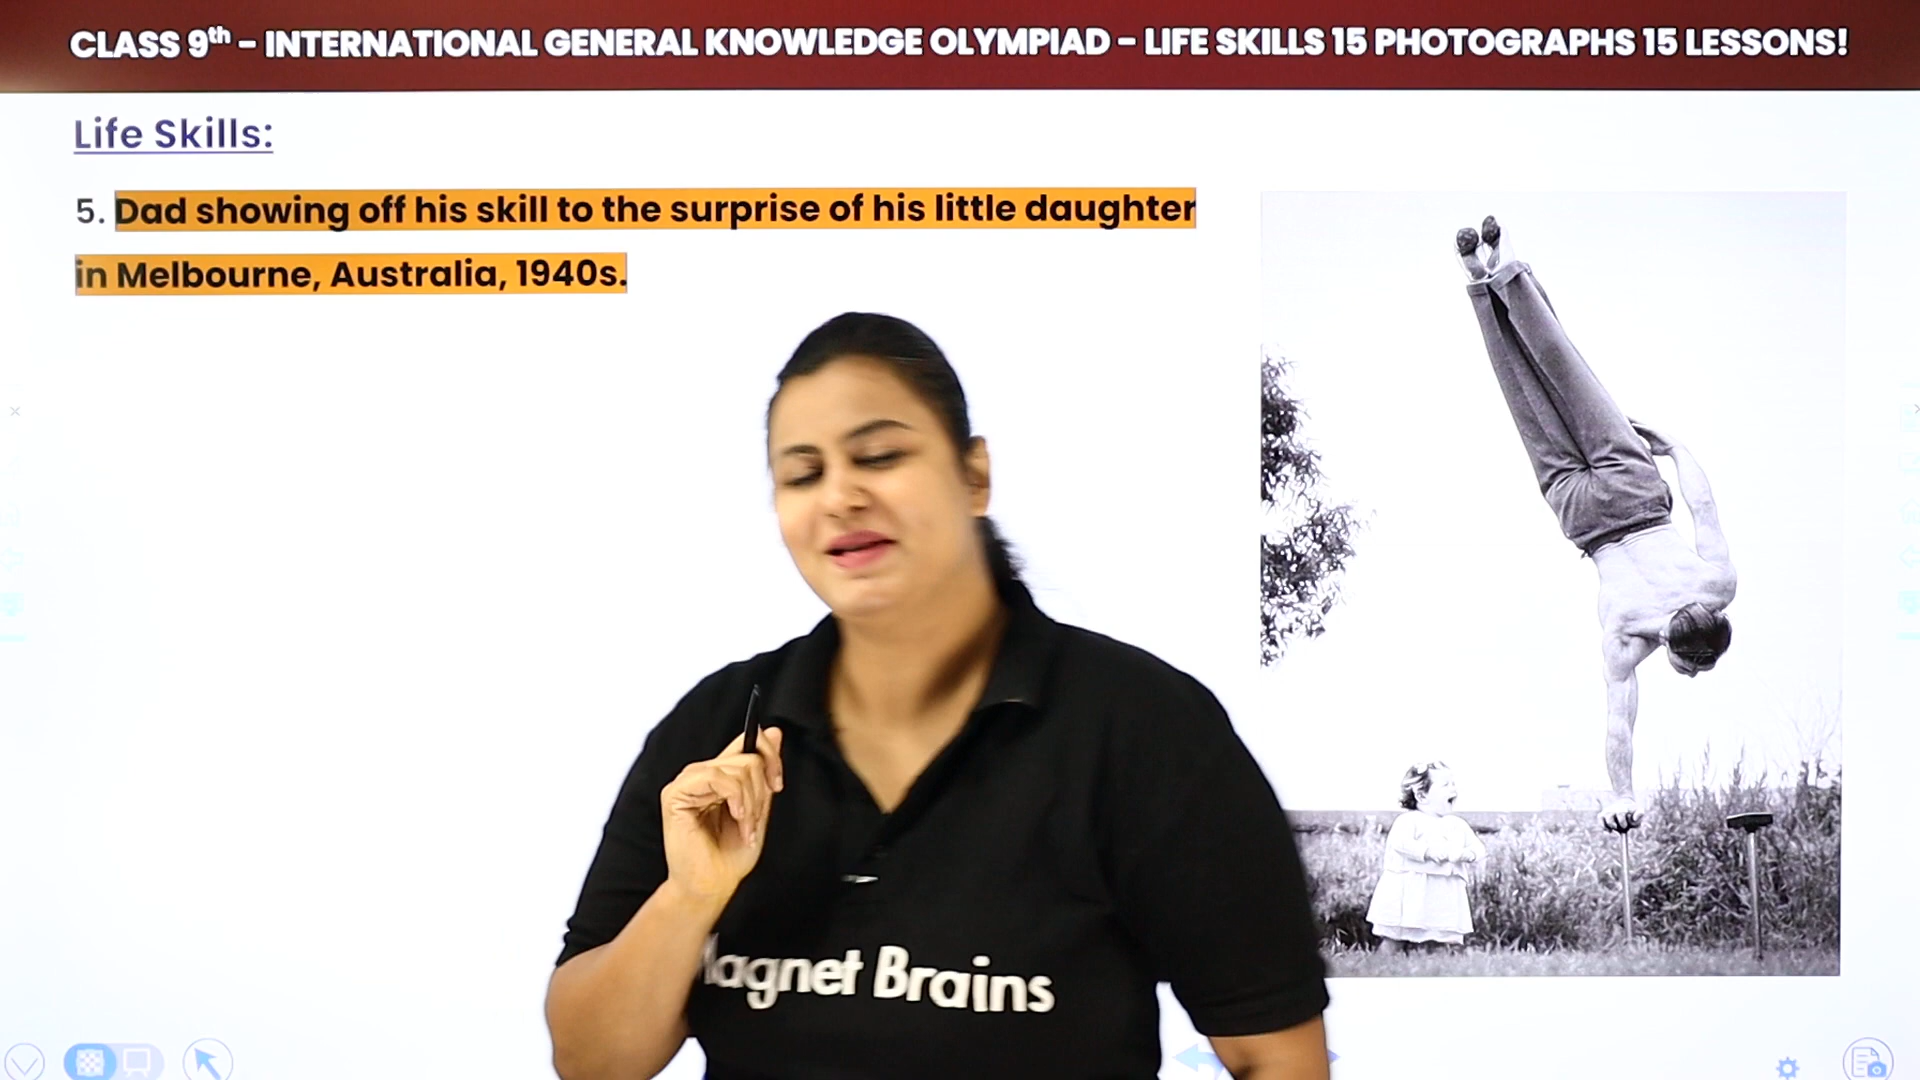 CLASS 9th - INTERNATIONAL GENERAL KNOWLEDGE OLYMPIAD - LIFE SKILLS 15 PHOTOGRAPHS 15 LESSONS!
Life Skills:
5. Dad showing off his skill to the surprise of his little daughter
in Melbourne, Australia, 1940s.
Magnet Brains